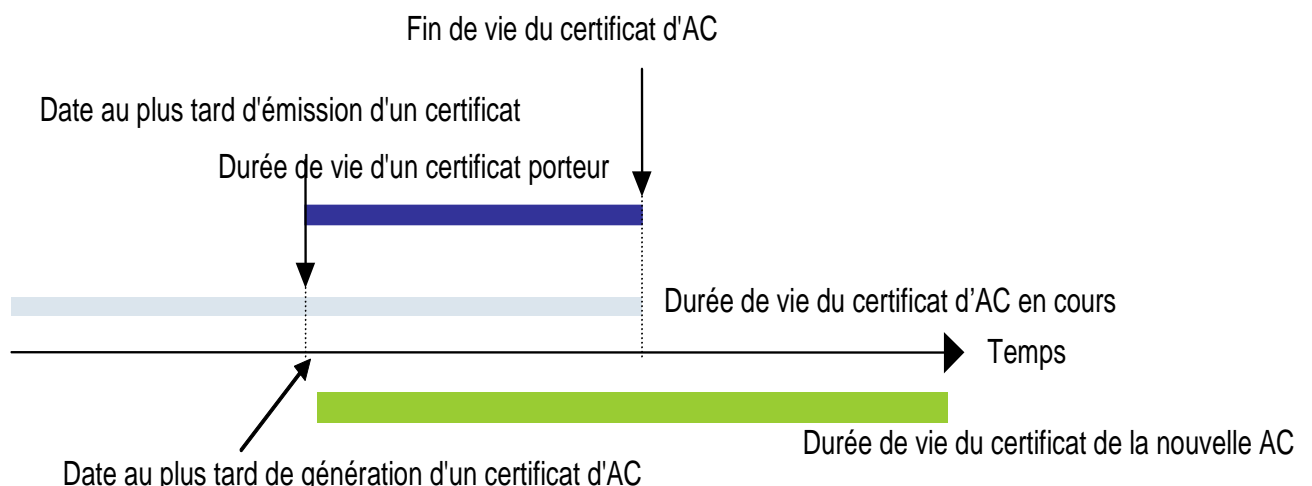 Fin de vie du certificat d'AC
Date au plus tard d'émission d'un certificat
Durée de vie d'un certificat porteur
Durée de vie du certificat d’AC en cours
Temps
Durée de vie du certificat de la nouvelle AC
Date au plus tard de génération d'un certificat d'AC